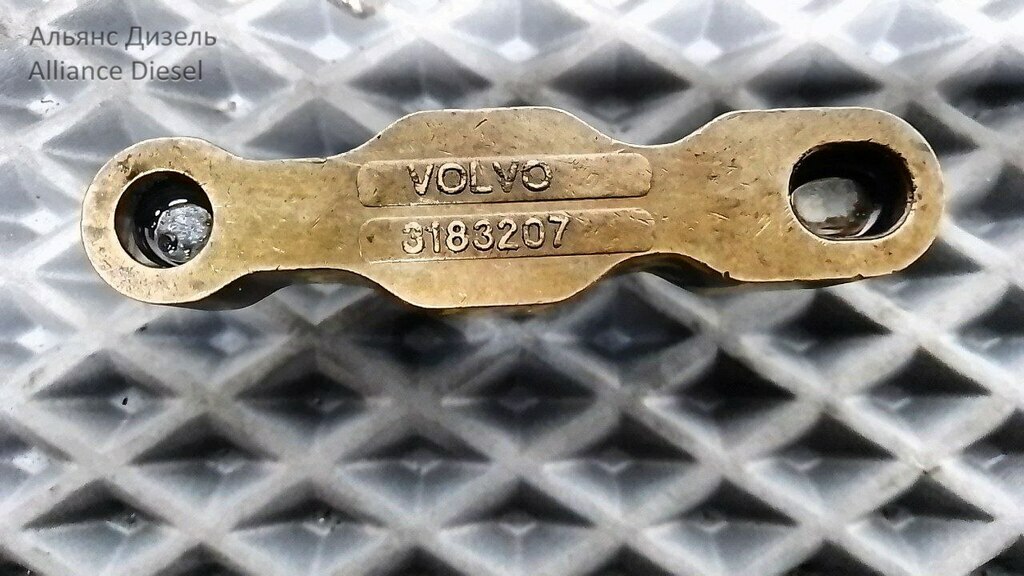 Альянс Дизель
Alliance Diesel
VOLVO
3183207